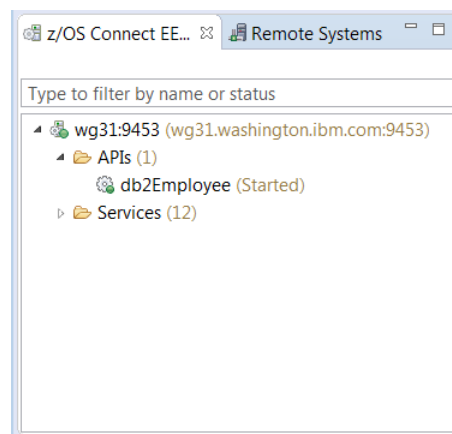 z/OS Connect EE... Remote Systems
Type to filter by name or status
wg31:9453 (wg31.washington.ibm.com:9453)
APIs (1)
db2Employee (Started)
Services (12)